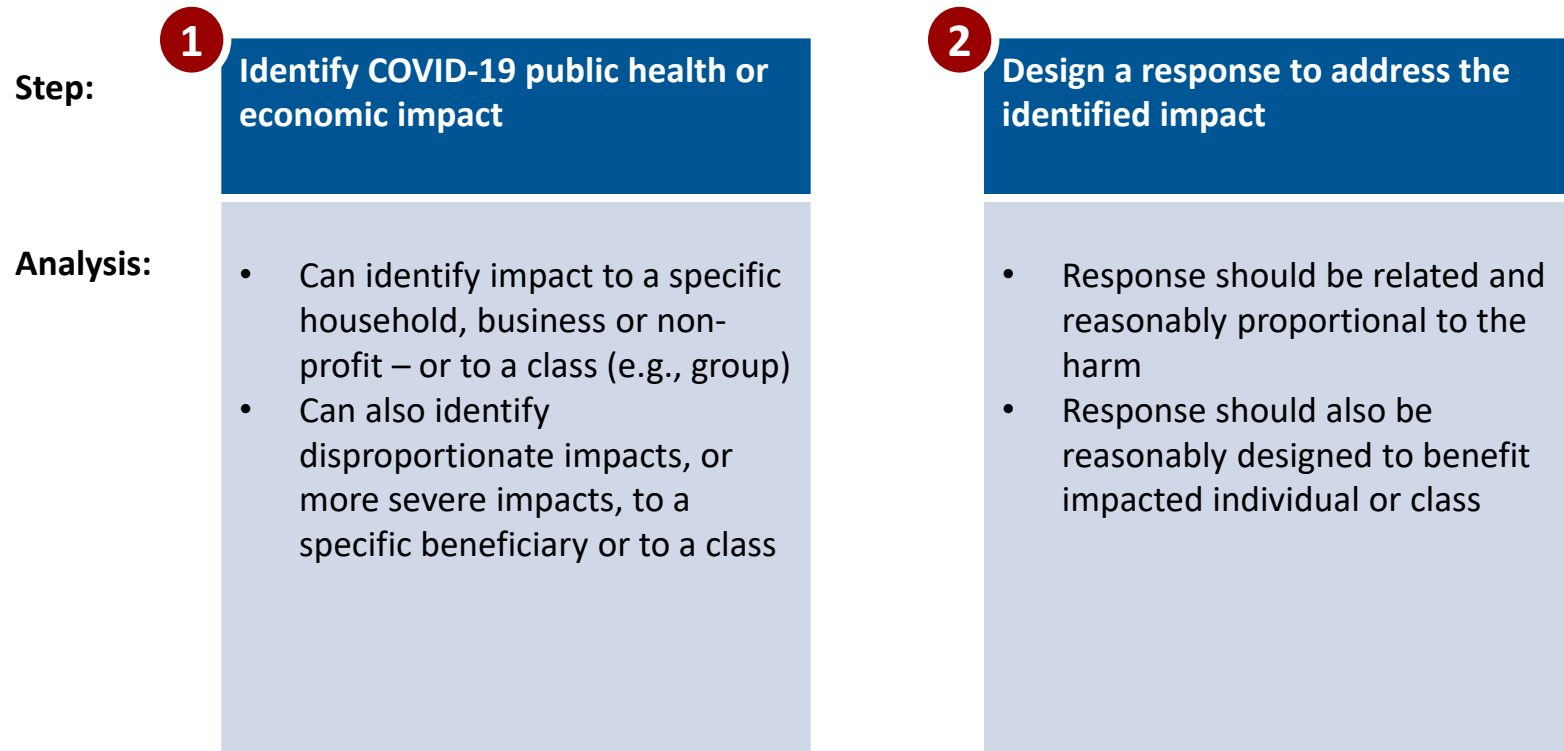 Step:
1
Identify COVID-19 public health or
economic impact
2
Design a response to address the
identified impact
Analysis:
• Can identify impact to a specific
household, business or non-
profit – or to a class (e.g., group)
• Can also identify
disproportionate impacts, or
more severe impacts, to a
specific beneficiary or to a class
• Response should be related and
reasonably proportional to the
harm
• Response should also be
reasonably designed to benefit
impacted individual or class